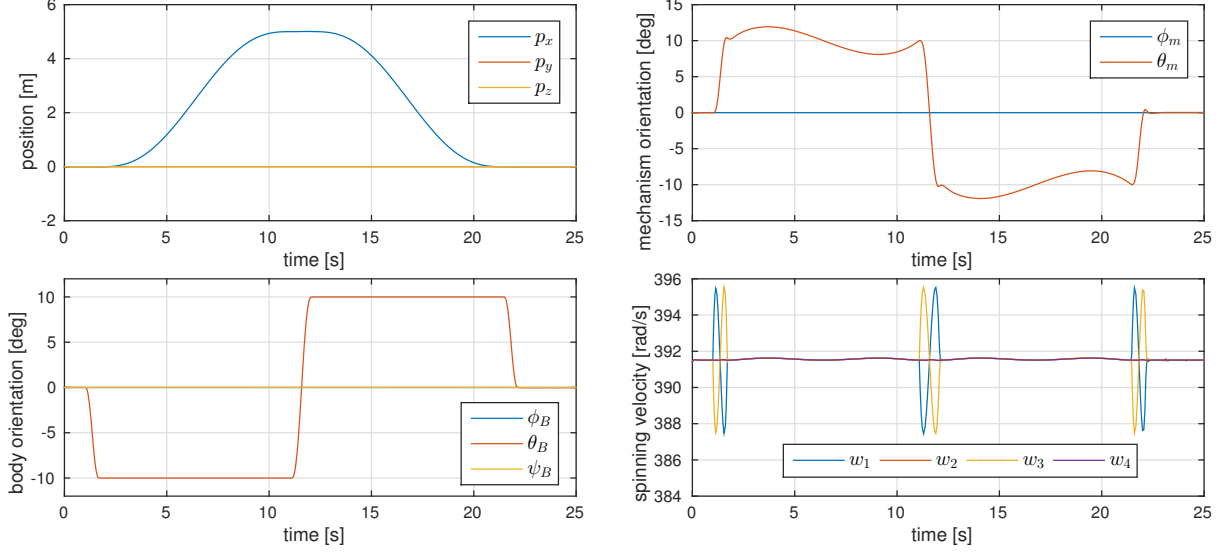 position [m]
6
4
2
0
-2
0 5 10 15 20 25
time [s]
p_x
p_y
p_z
mechanism orientation [deg]
15
10
5
0
-5
-10
-15
0 5 10 15 20 25
time [s]
ϕ_m
θ_m
body orientation [deg]
10
5
0
-5
-10
0 5 10 15 20 25
time [s]
ϕ_B
θ_B
ψ_B
spinning velocity [rad/s]
396
394
392
390
388
386
384
0 5 10 15 20 25
time [s]
w_1 w_2 w_3 w_4